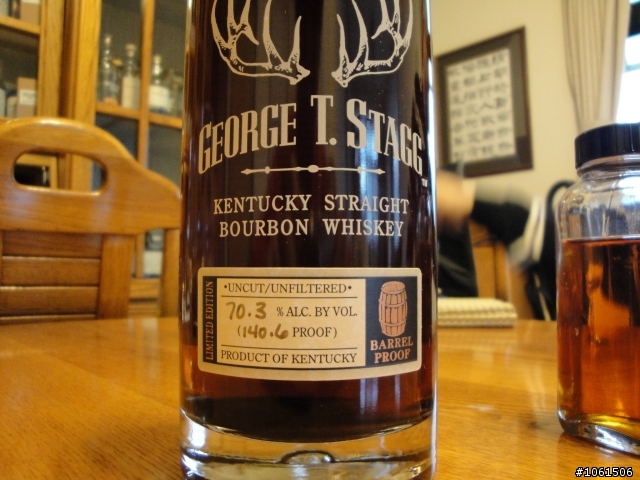 GEORGE T. STAGG
KENTUCKY STRAIGHT
BOURBON WHISKEY
LIMITED EDITION
•UNCUT/UNFILTERED•
70.3 % ALC. BY VOL.
(140.6 PROOF)
PRODUCT OF KENTUCKY
BARREL
PROOF
#1061506